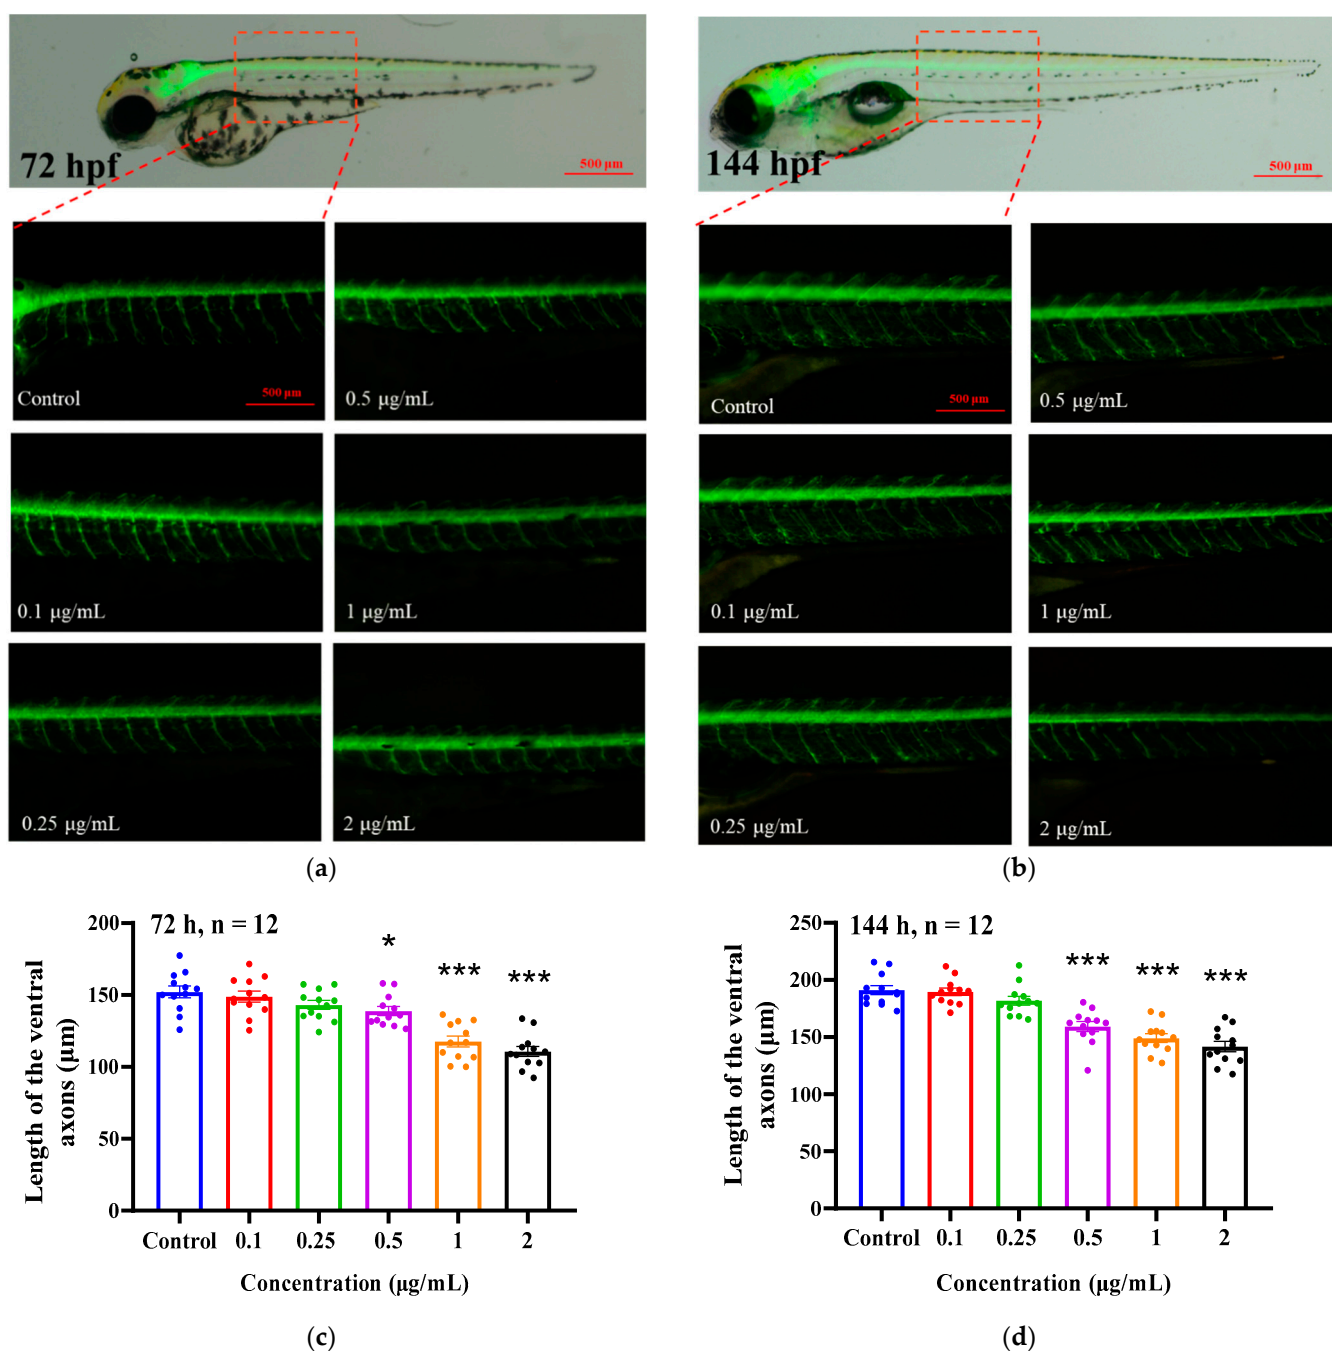 72 hpf
500 µm
144 hpf
500 µm
Control
500 µm
0.5 µg/mL
0.1 µg/mL
1 µg/mL
0.25 µg/mL
2 µg/mL
(a)
Control
500 µm
0.5 µg/mL
0.1 µg/mL
1 µg/mL
0.25 µg/mL
2 µg/mL
(b)
72 h, n = 12
Length of the ventral
axons (µm)
200
150
100
50
0
*
***
***
Control 0.1 0.25 0.5 1 2
Concentration (µg/mL)
(c)
144 h, n = 12
Length of the ventral
axons (µm)
250
200
150
100
50
0
***
***
***
Control 0.1 0.25 0.5 1 2
Concentration (µg/mL)
(d)